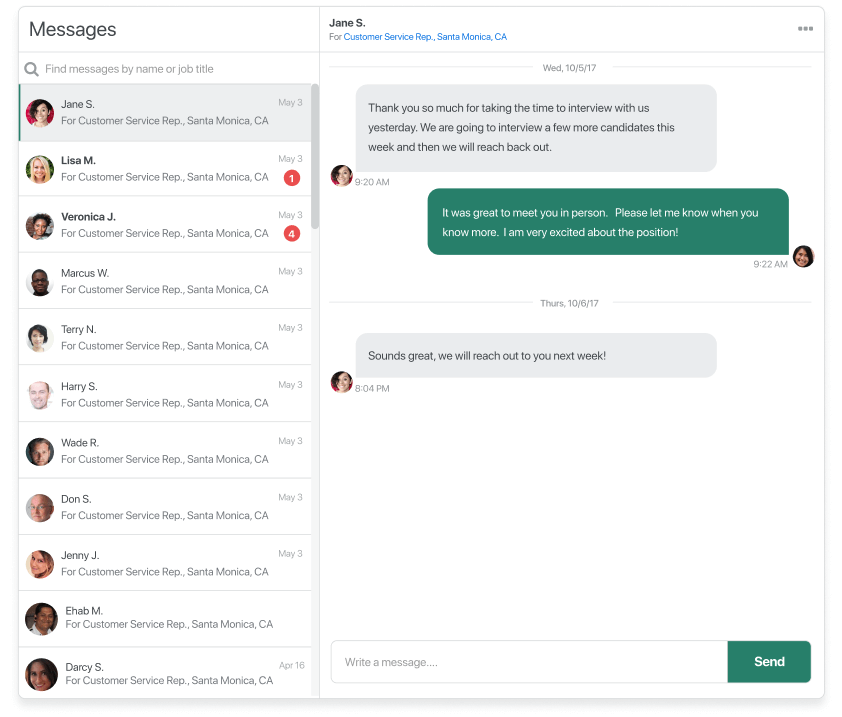 Messages
Find messages by name or job title
Jane S.
May 3
For Customer Service Rep., Santa Monica, CA
Lisa M.
May 3
For Customer Service Rep., Santa Monica, CA
1
Veronica J.
May 3
For Customer Service Rep., Santa Monica, CA
4
Marcus W.
May 3
For Customer Service Rep., Santa Monica, CA
Terry N.
May 3
For Customer Service Rep., Santa Monica, CA
Harry S.
May 3
For Customer Service Rep., Santa Monica, CA
Wade R.
May 3
For Customer Service Rep., Santa Monica, CA
Don S.
May 3
For Customer Service Rep., Santa Monica, CA
Jenny J.
May 3
For Customer Service Rep., Santa Monica, CA
Ehab M.
For Customer Service Rep., Santa Monica, CA
Darcy S.
Apr 16
For Customer Service Rep., Santa Monica, CA
Jane S.
For Customer Service Rep., Santa Monica, CA
Wed, 10/5/17
Thank you so much for taking the time to interview with us
yesterday. We are going to interview a few more candidates this
week and then we will reach back out.
9:20 AM
It was great to meet you in person. Please let me know when you
know more. I am very excited about the position!
9:22 AM
Thurs, 10/6/17
Sounds great, we will reach out to you next week!
8:04 PM
Write a message....
Send